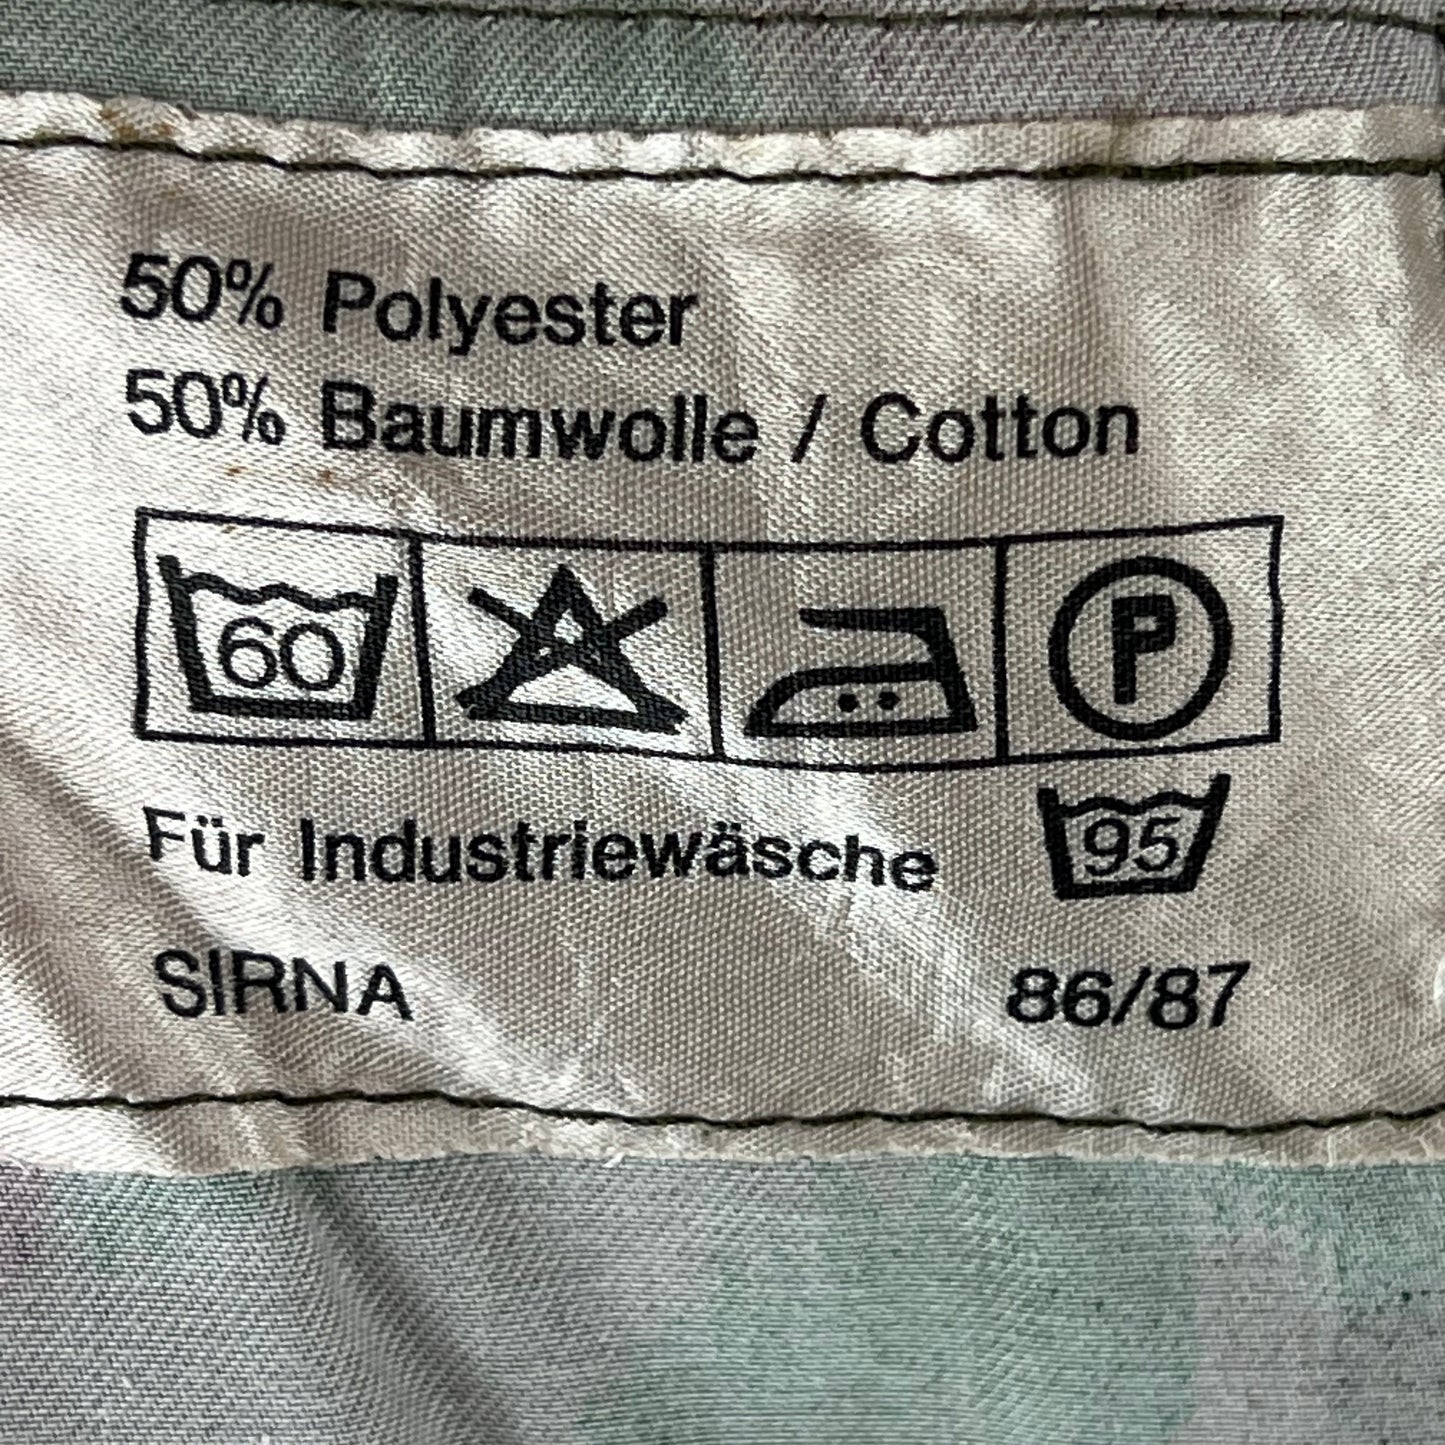 50% Polyester
50% Baumwolle / Cotton
60 P
Für Industriewäsche 95
SIRNA 86/87